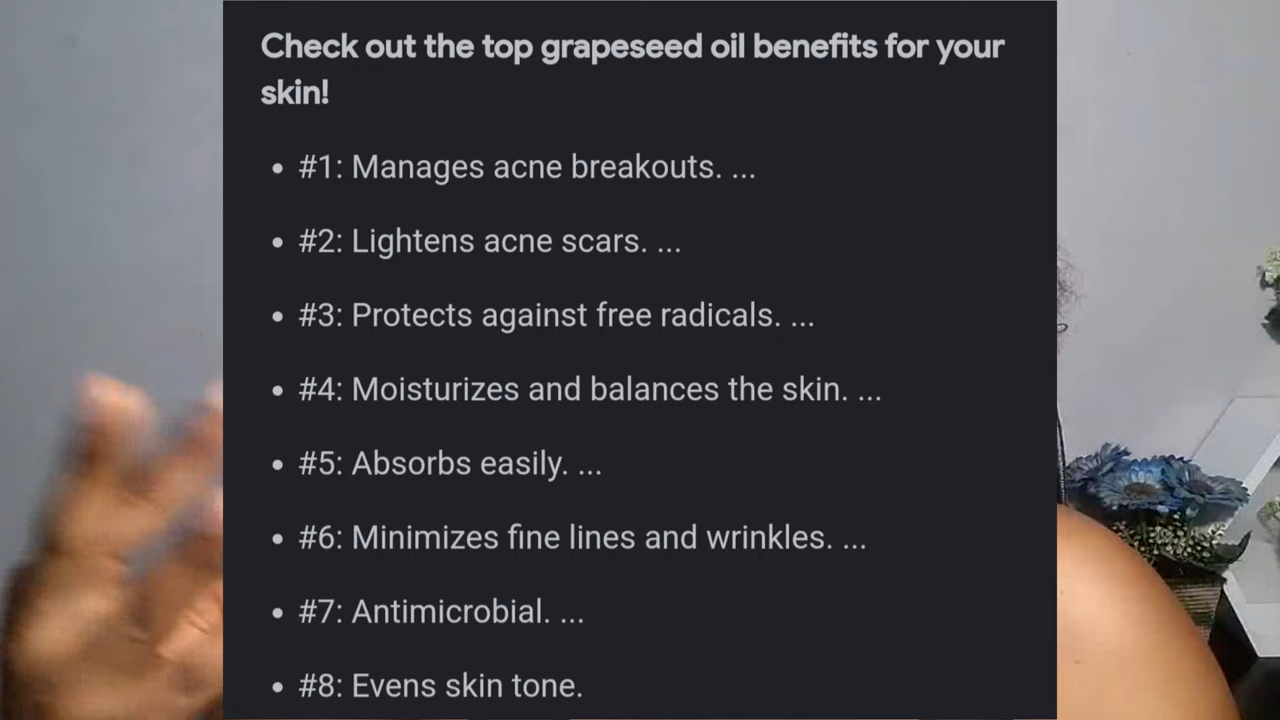 Check out the top grapeseed oil benefits for your
skin!
• #1: Manages acne breakouts. ...
• #2: Lightens acne scars. ...
• #3: Protects against free radicals. ...
• #4: Moisturizes and balances the skin. ...
• #5: Absorbs easily. ...
• #6: Minimizes fine lines and wrinkles. ...
• #7: Antimicrobial. ...
• #8: Evens skin tone.